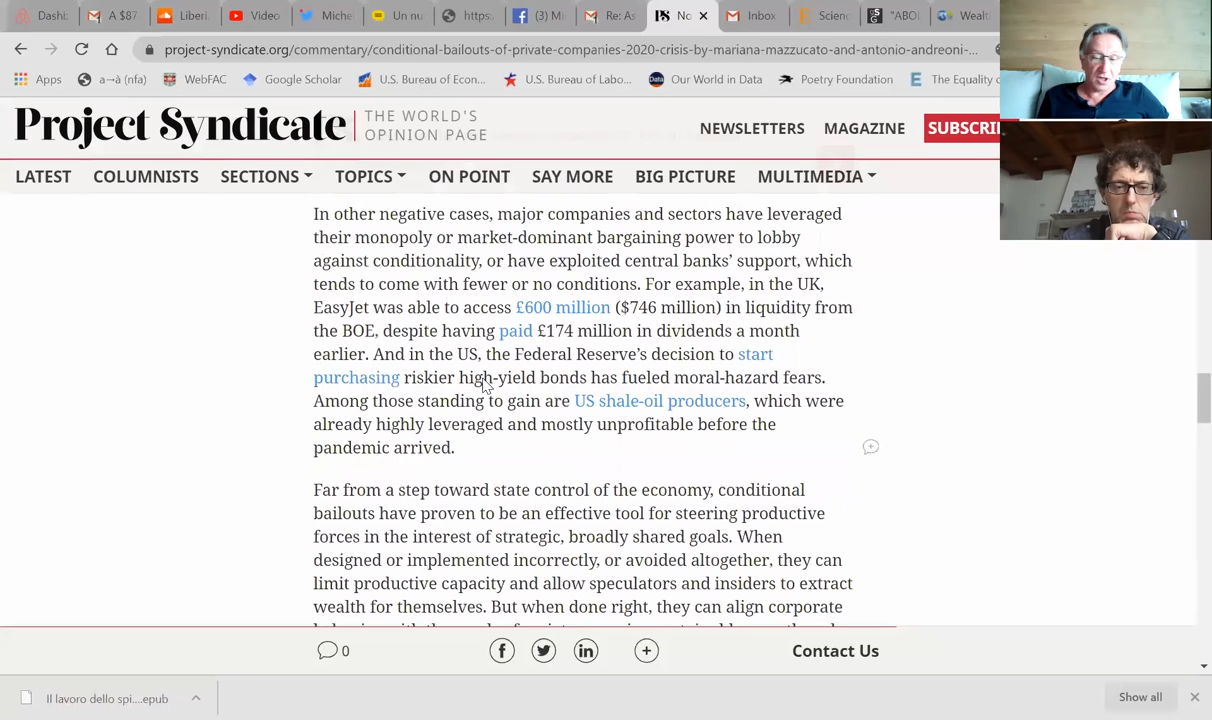 Dashl
A $87
Liberi.
Video
Miche
Un nu
https:
(3) Mi
Re: As
No
Inbox
Scienc
"ABOL
Wealt
project-syndicate.org/commentary/conditional-bailouts-of-private-companies-2020-crisis-by-mariana-mazzucato-and-antonio-andreoni-...
Apps
a→à (nfa)
WebFAC
Google Scholar
U.S.Bureau of Econ...
U.S. Bureau of Labo...
Our World in Data
Poetry Foundation
The Equality o
Project Syndicate
THE WORLD'S
OPINION PAGE
NEWSLETTERS
MAGAZINE
SUBSCRI
LATEST
COLUMNISTS
SECTIONS
TOPICS
ON POINT
SAY MORE
BIG PICTURE
MULTIMEDIA
In other negative cases, major companies and sectors have leveraged
their monopoly or market-dominant bargaining power to lobby
against conditionality, or have exploited central banks’ support, which
tends to come with fewer or no conditions. For example, in the UK,
EasyJet was able to access £600 million ($746 million) in liquidity from
the BOE, despite having paid £174 million in dividends a month
earlier. And in the US, the Federal Reserve’s decision to start
purchasing riskier high-yield bonds has fueled moral-hazard fears.
Among those standing to gain are US shale-oil producers, which were
already highly leveraged and mostly unprofitable before the
pandemic arrived.
Far from a step toward state control of the economy, conditional
bailouts have proven to be an effective tool for steering productive
forces in the interest of strategic, broadly shared goals. When
designed or implemented incorrectly, or avoided altogether, they can
limit productive capacity and allow speculators and insiders to extract
wealth for themselves. But when done right, they can align corporate
0
Contact Us
Il lavoro dello spi....epub
Show all